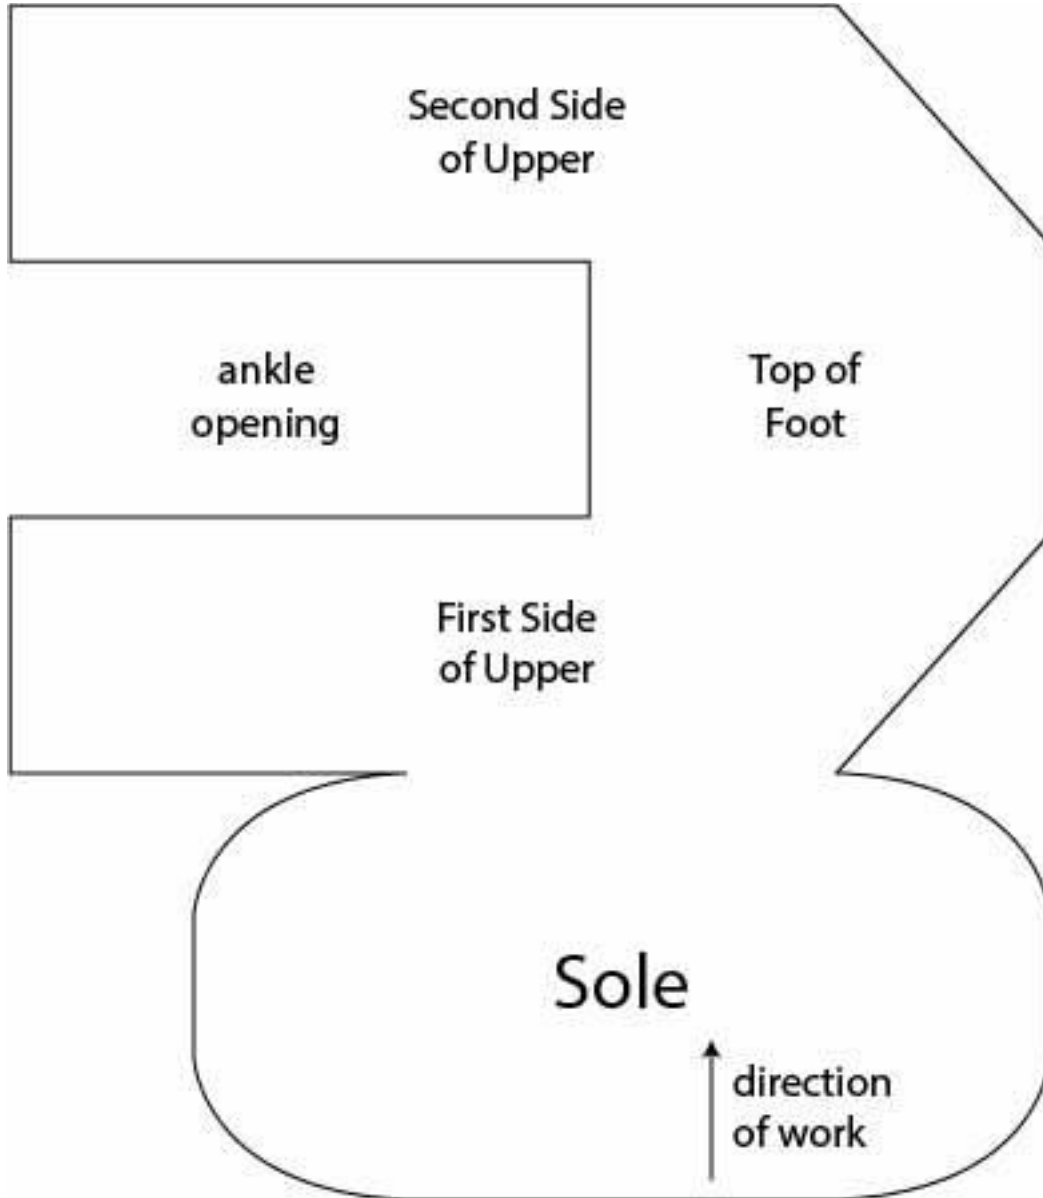 Second Side
of Upper
ankle
opening
Top of
Foot
First Side
of Upper
Sole
direction
of work